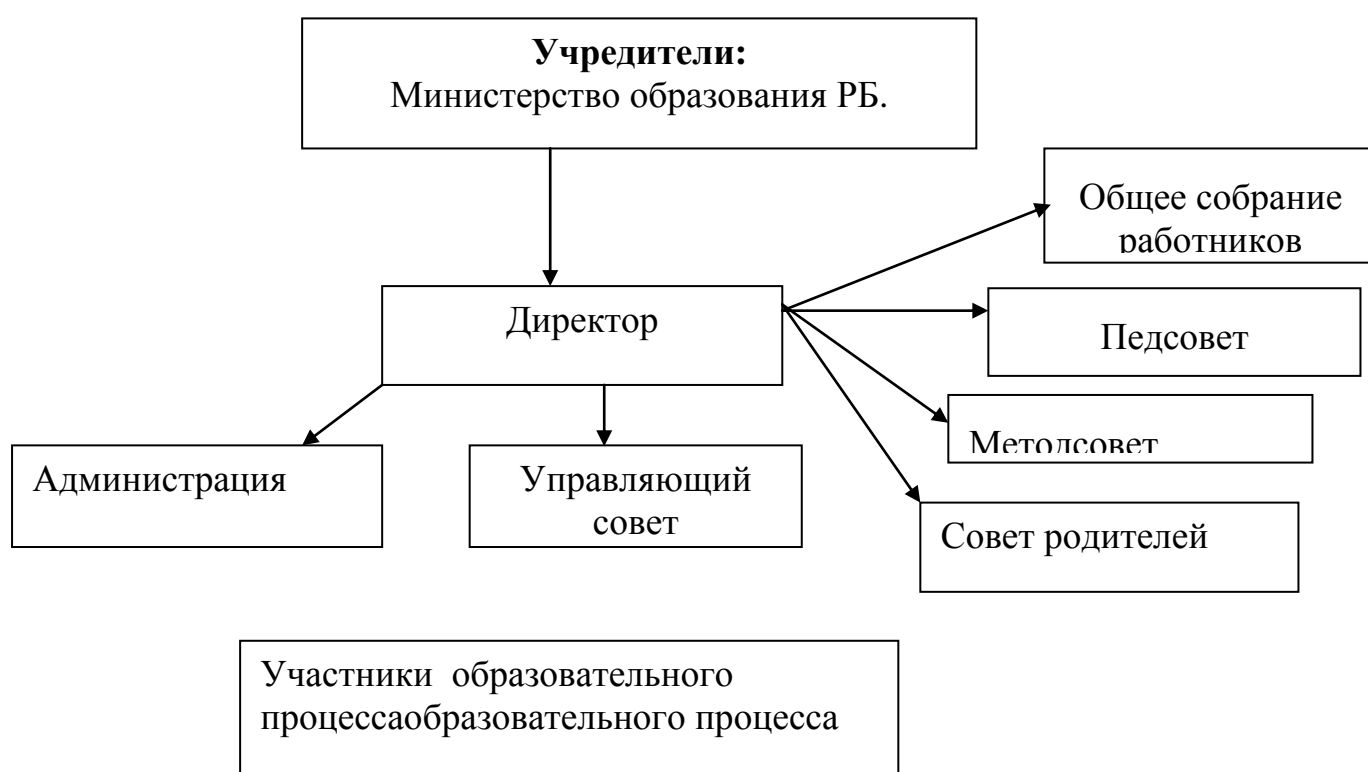 Учредители:
Министерство образования РБ.
Общее собрание
работников
Директор
Педсовет
Методсовет
Администрация
Управляющий
совет
Совет родителей
Участники образовательного
процессаобразовательного процесса